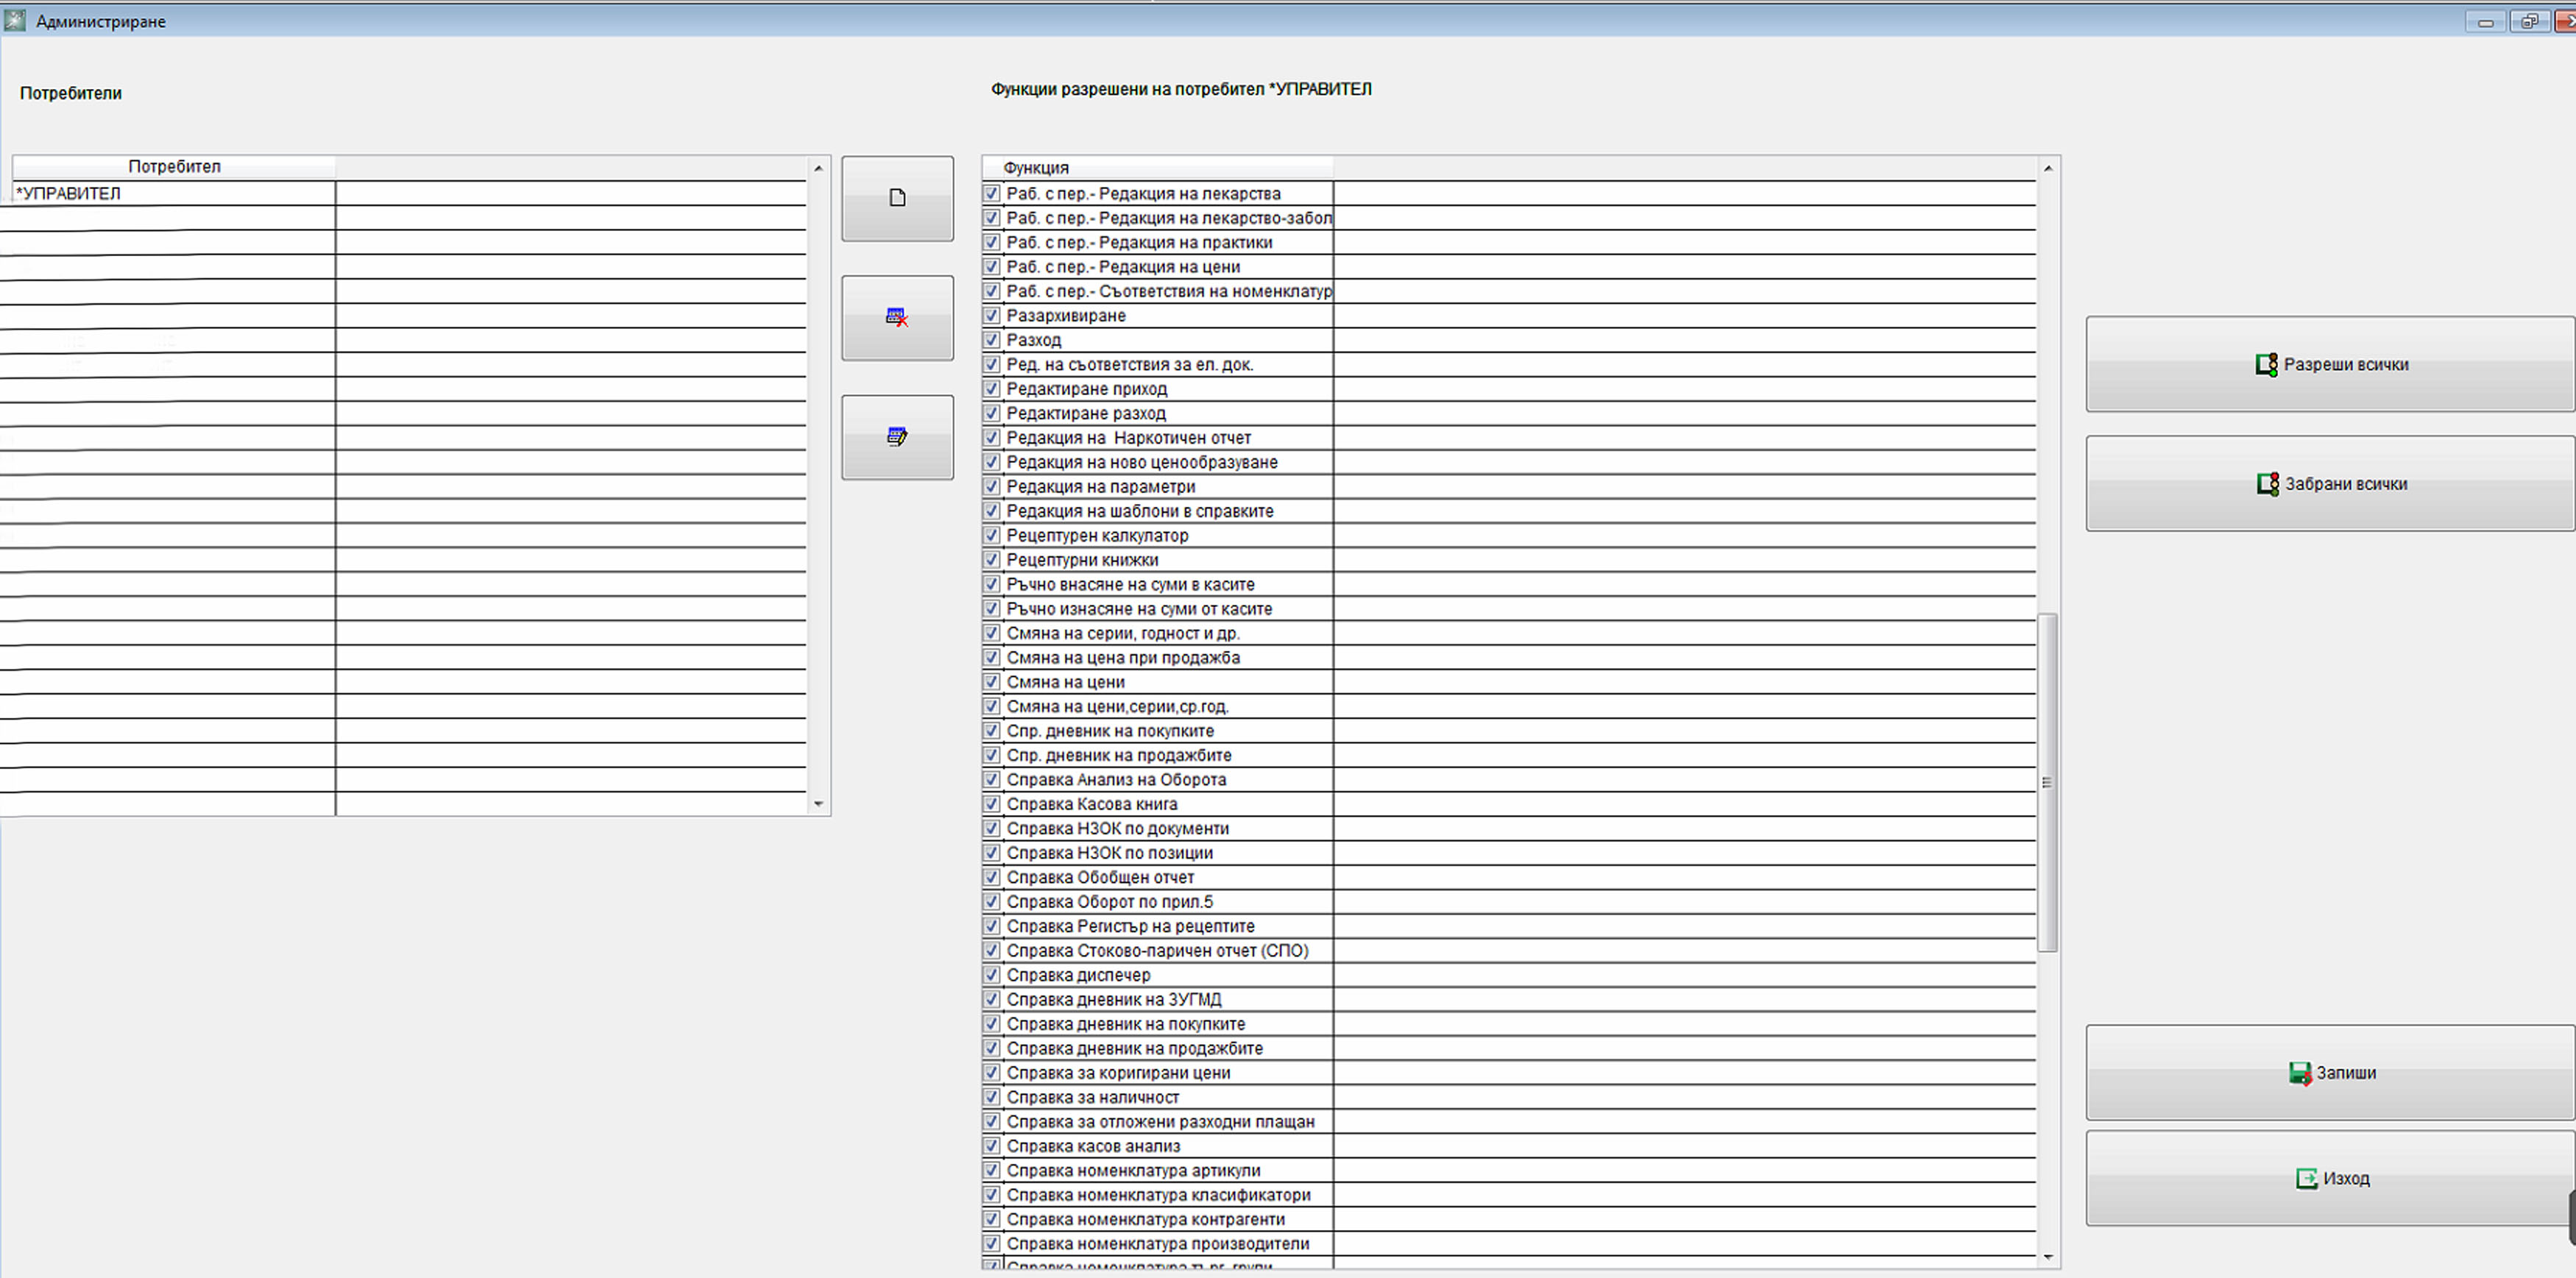 Администриране
Потребители
Функции разрешени на потребител *УПРАВИТЕЛ
Потребител
*УПРАВИТЕЛ
Функция
Раб. с пер.- Редакция на лекарства
Раб. с пер.- Редакция на лекарство-забол
Раб. с пер.- Редакция на практики
Раб. с пер.- Редакция на цени
Раб. с пер.- Съответствия на номенклатур
Разархивиране
Разход
Ред. на съответствия за ел. док.
Редактиране приход
Редактиране разход
Редакция на Наркотичен отчет
Редакция на ново ценообразуване
Редакция на параметри
Редакция на шаблони в справките
Рецептурен калкулатор
Рецептурни книжки
Ръчно внасяне на суми в касите
Ръчно изнасяне на суми от касите
Смяна на серии, годност и др.
Смяна на цена при продажба
Смяна на цени
Смяна на цени,серии,ср.год.
Спр. дневник на покупките
Спр. дневник на продажбите
Справка Анализ на Оборота
Справка Касова книга
Справка НЗОК по документи
Справка НЗОК по позиции
Справка Обобщен отчет
Справка Оборот по прил.5
Справка Регистър на рецептите
Справка Стоково-паричен отчет (СПО)
Справка диспечер
Справка дневник на ЗУГМД
Справка дневник на покупките
Справка дневник на продажбите
Справка за коригирани цени
Справка за наличност
Справка за отложени разходни плащан
Справка касов анализ
Справка номенклатура артикули
Справка номенклатура класификатори
Справка номенклатура контрагенти
Справка номенклатура производители
Справка номенклатура търг. групи
Разреши всички
Забрани всички
Запиши
Изход